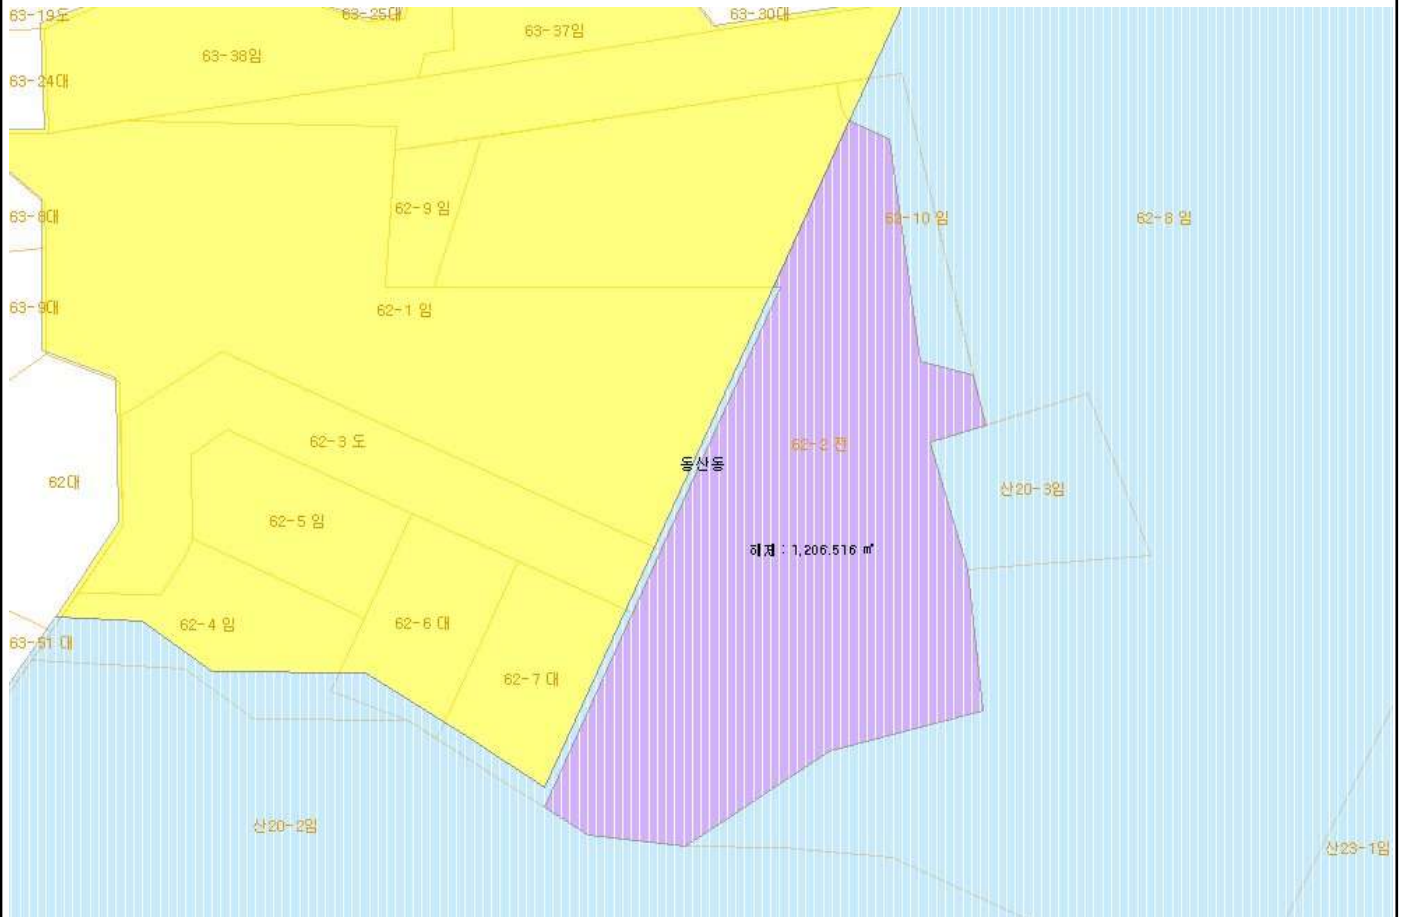 63-19도
63-25대
63-30대
63-37임
63-38임
63-24대
62-9 임
63-8대
63-10 임
62-8 임
63-9대
62-1 임
62-3 도
62-2 전
동산동
62대
산20-3임
62-5 임
해제 : 1,206.516 ㎡
62-4 임
62-6 대
63-51 대
62-7 대
산20-2임
산23-1임